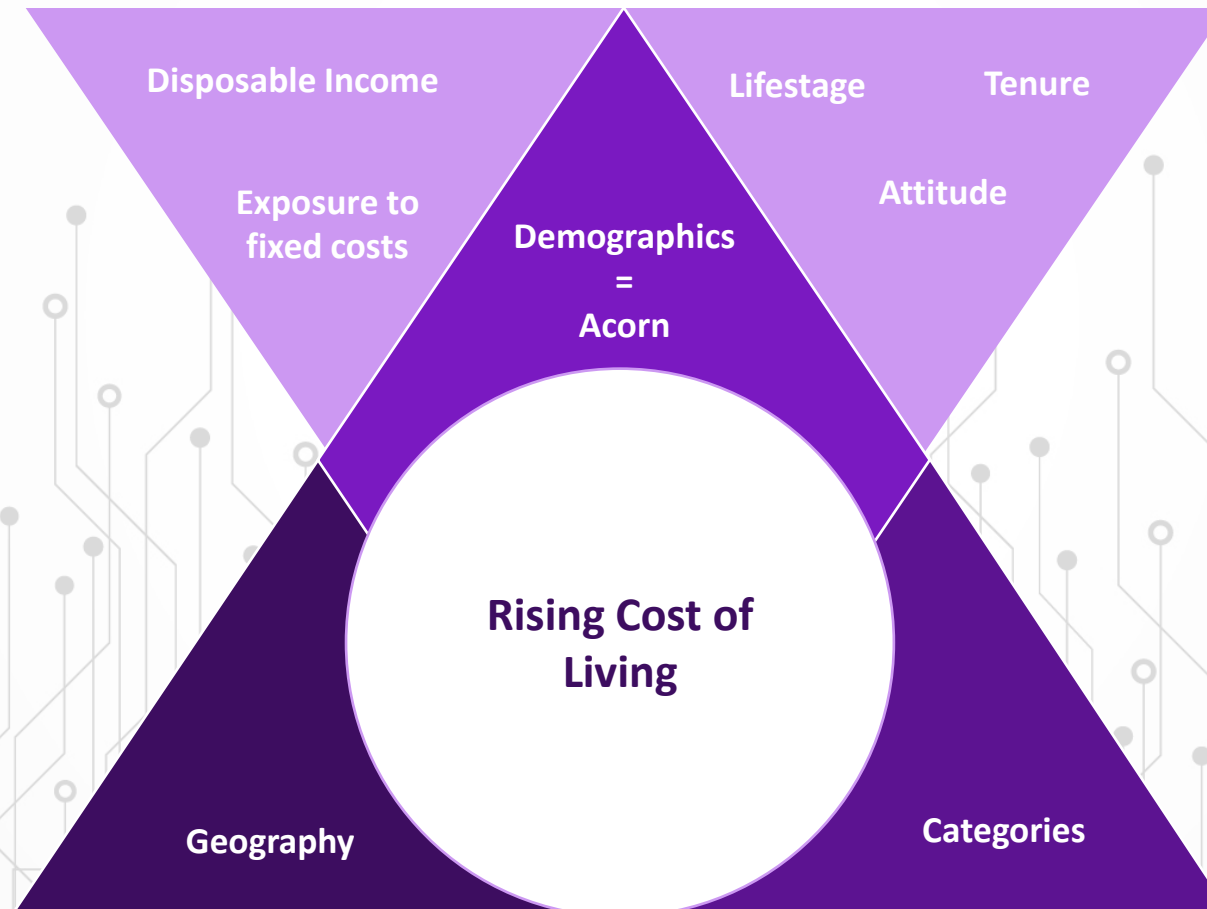 Disposable Income
Lifestage
Tenure
Attitude
Exposure to
fixed costs
Demographics
=
Acorn
Rising Cost of
Living
Geography
Categories